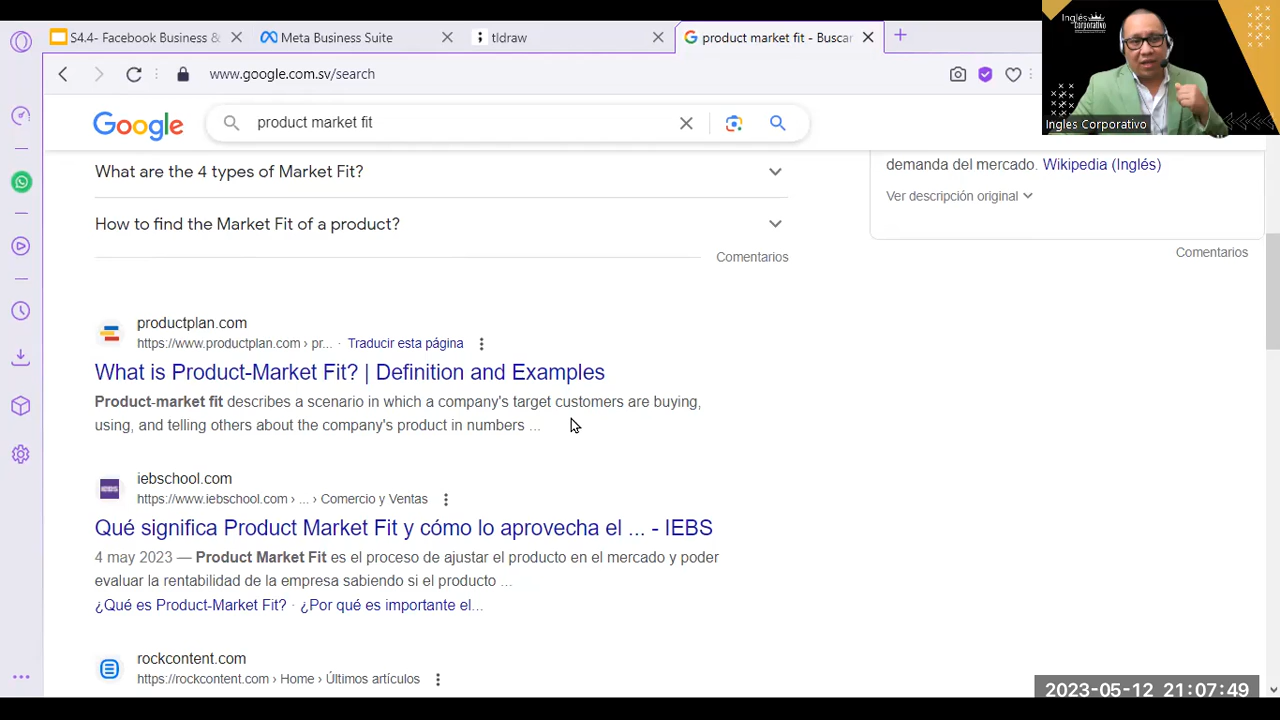 S4.4- Facebook Business &
Meta Business Suite
tldraw
product market fit - Buscar
www.google.com.sv/search
Inglés
Corporativo
Ingles Corporativo
Google
product market fit
What are the 4 types of Market Fit?
How to find the Market Fit of a product?
Comentarios
demanda del mercado. Wikipedia (Inglés)
Ver descripción original
Comentarios
productplan.com
https://www.productplan.com › pr... · Traducir esta página
What is Product-Market Fit? | Definition and Examples
Product-market fit describes a scenario in which a company's target customers are buying,
using, and telling others about the company's product in numbers ...
iebschool.com
https://www.iebschool.com › ... › Comercio y Ventas
Qué significa Product Market Fit y cómo lo aprovecha el ... - IEBS
4 may 2023 — Product Market Fit es el proceso de ajustar el producto en el mercado y poder
evaluar la rentabilidad de la empresa sabiendo si el producto ...
¿Qué es Product-Market Fit? · ¿Por qué es importante el...
rockcontent.com
https://rockcontent.com › Home › Últimos artículos
2023-05-12 21:07:49